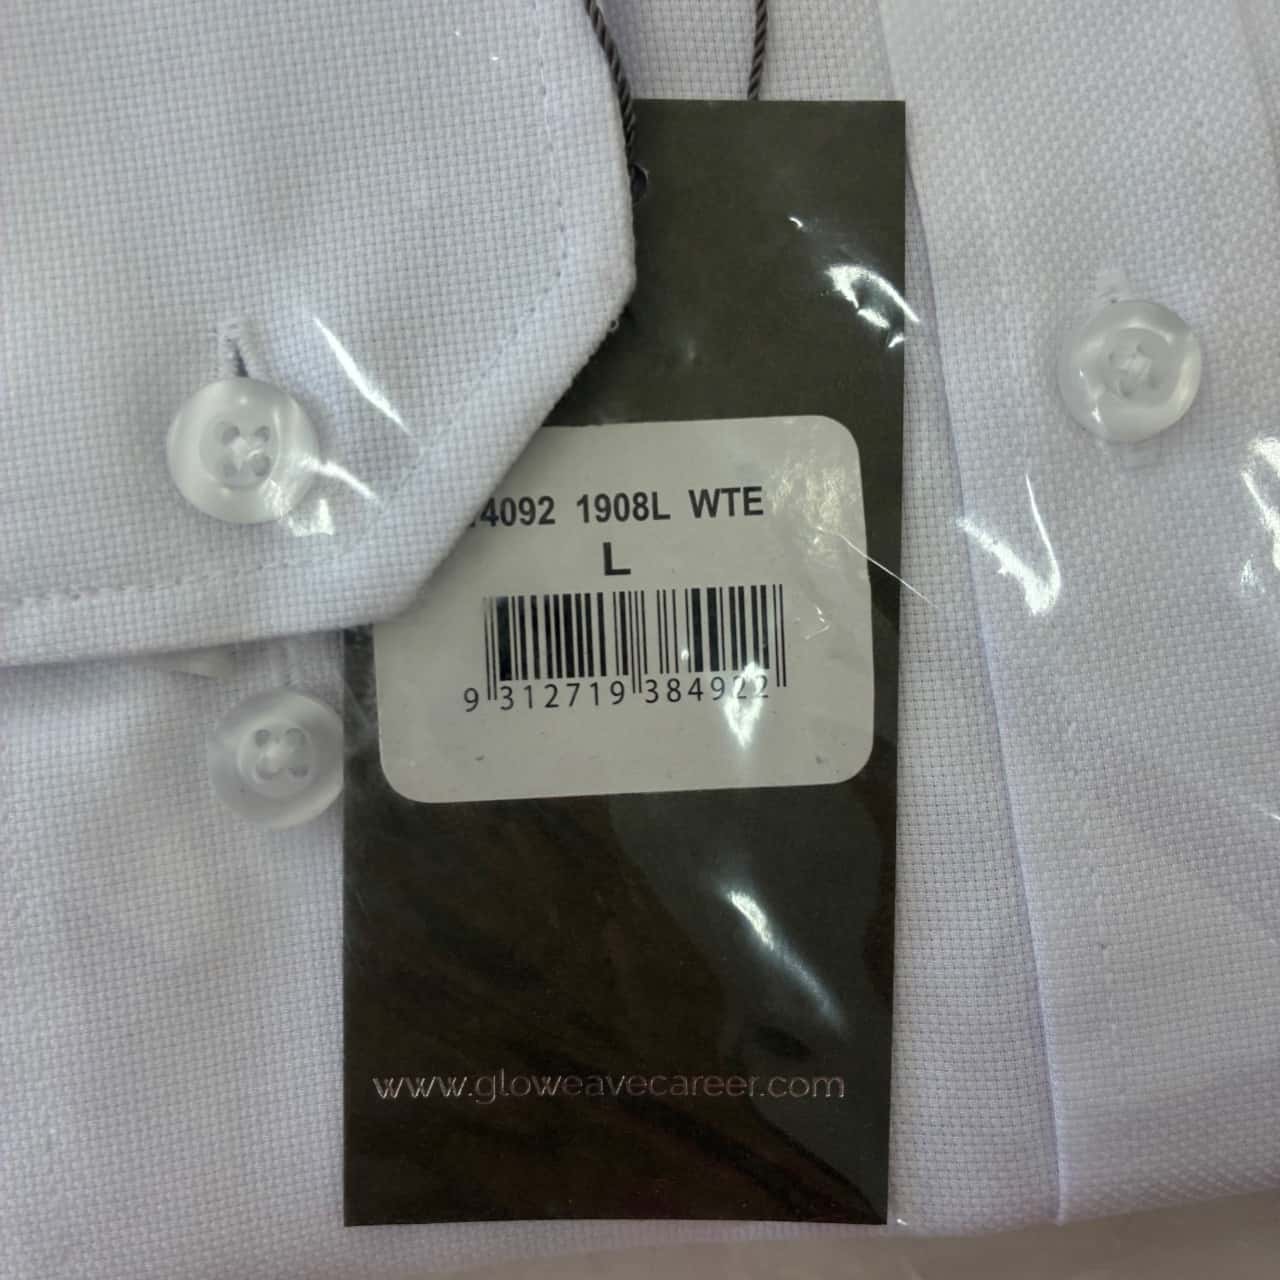 4092 1908L WTE
L
9 312719 384922
www.gloweavecareer.com